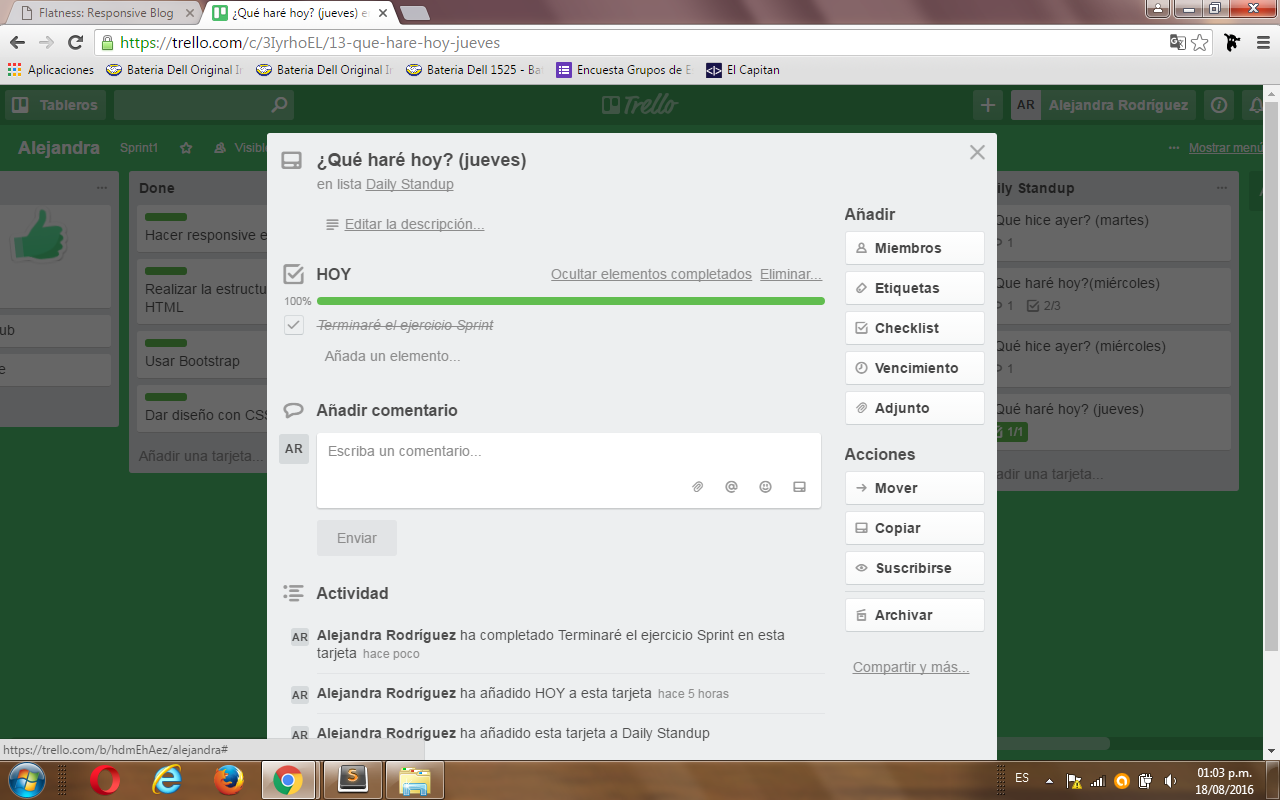 Flatness: Responsive Blog
¿Qué haré hoy? (jueves) e
https://trello.com/c/3IyrhoEL/13-que-hare-hoy-jueves
Aplicaciones
Bateria Dell Original
Bateria Dell Original
Bateria Dell 1525 - Ba
Encuesta Grupos de E
El Capitan
Tableros
Trello
AR
Alejandra Rodríguez
Alejandra
Sprint1
Visible
Mostrar menú
Done
Hacer responsive e
Realizar la estructu
HTML
Usar Bootstrap
Dar diseño con CSS
Añadir una tarjeta...
ub
e
¿Qué haré hoy? (jueves)
en lista Daily Standup
Editar la descripción...
HOY
Ocultar elementos completados
Eliminar...
100%
Terminaré el ejercicio Sprint
Añada un elemento...
Añadir comentario
AR
Escriba un comentario...
Enviar
Actividad
AR
Alejandra Rodríguez ha completado Terminaré el ejercicio Sprint en esta
tarjeta hace poco
AR
Alejandra Rodríguez ha añadido HOY a esta tarjeta hace 5 horas
AR
Alejandra Rodríguez ha añadido esta tarjeta a Daily Standup
Añadir
Miembros
Etiquetas
Checklist
Vencimiento
Adjunto
Acciones
Mover
Copiar
Suscribirse
Archivar
Compartir y más...
ily Standup
Que hice ayer? (martes)
1
Que haré hoy?(miércoles)
1
2/3
Qué hice ayer? (miércoles)
1
Qué haré hoy? (jueves)
1/1
adir una tarjeta...
https://trello.com/b/hdmEhAez/alejandra#
ES
01:03 p.m.
18/08/2016